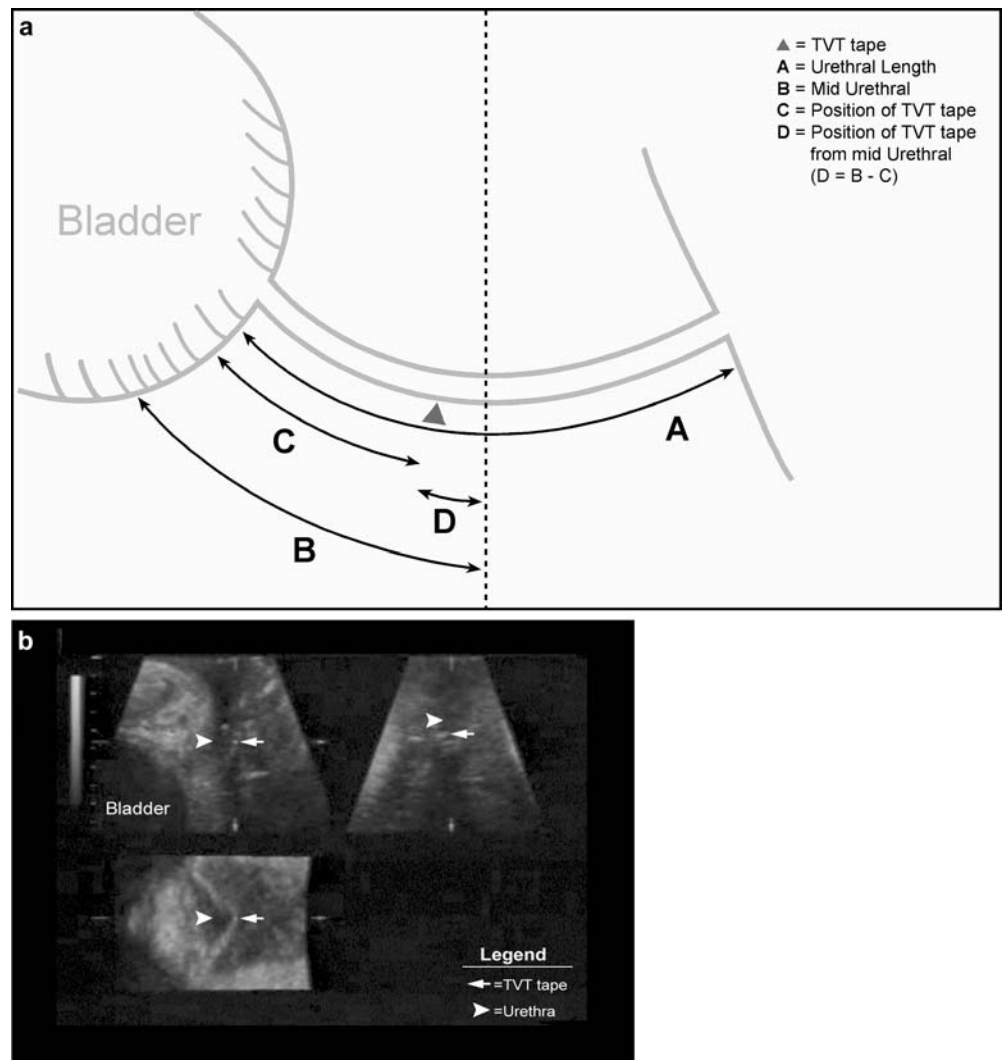 a
▲ = TVT tape
A = Urethral Length
B = Mid Urethral
C = Position of TVT tape
D = Position of TVT tape
from mid Urethral
(D = B - C)
Bladder
A
C
D
B
b
Bladder
Legend
=TVT tape
=Urethra